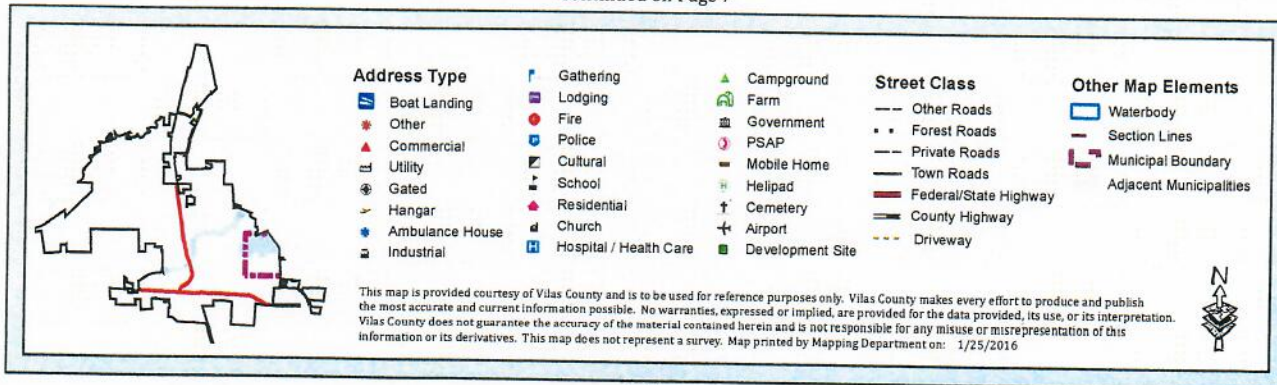 Address Type
Boat Landing
Other
Commercial
Utility
Gated
Hangar
Ambulance House
Industrial
Gathering
Lodging
Fire
Police
Cultural
School
Residential
Church
H Hospital / Health Care
Campground
Farm
Government
PSAP
Mobile Home
H Helipad
Cemetery
Airport
Development Site
Street Class
Other Roads
Forest Roads
Private Roads
Town Roads
Federal/State Highway
County Highway
Driveway
Other Map Elements
Waterbody
Section Lines
Municipal Boundary
Adjacent Municipalities
This map is provided courtesy of Vilas County and is to be used for reference purposes only. Vilas County makes every effort to produce and publish
the most accurate and current information possible. No warranties, expressed or implied, are provided for the data provided, its use, or its interpretation.
Vilas County does not guarantee the accuracy of the material contained herein and is not responsible for any misuse or misrepresentation of this
information or its derivatives. This map does not represent a survey. Map printed by Mapping Department on: 1/25/2016
N